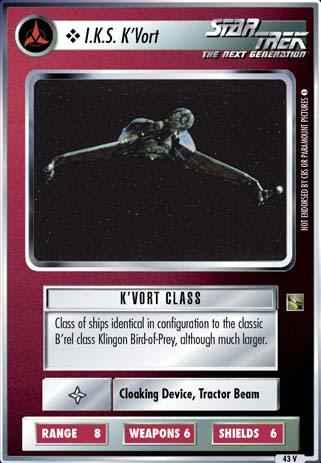 ❖ I.K.S. K'Vort
STAR TREK
THE NEXT GENERATION®
NOT ENDORSED BY CBS OR PARAMOUNT PICTURES
K'VORT CLASS
Class of ships identical in configuration to the classic
B'rel class Klingon Bird-of-Prey, although much larger.
Cloaking Device, Tractor Beam
RANGE 8 WEAPONS 6 SHIELDS 6
43 V